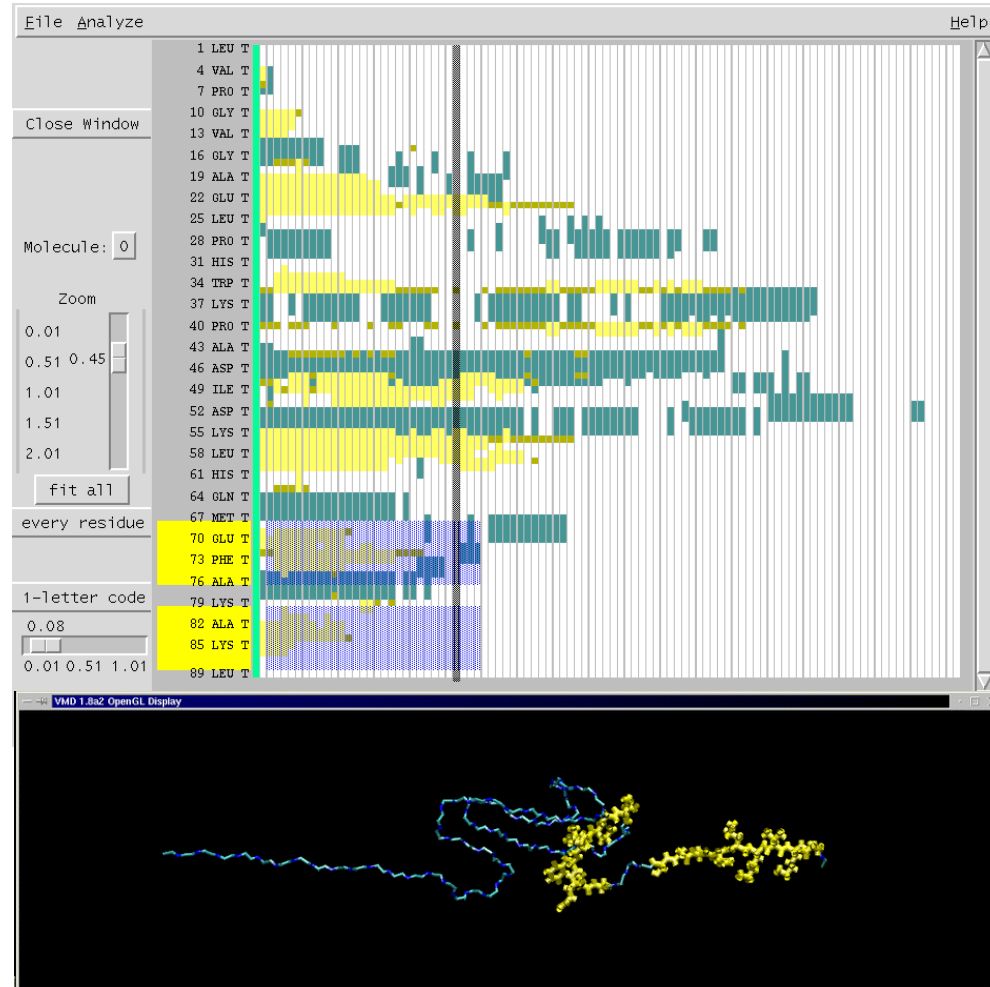 File Analyze Help
Close Window
Molecule: 0
Zoom
0.01
0.51 0.45
1.01
1.51
2.01
fit all
every residue
1-letter code
0.08
0.01 0.51 1.01
1 LEU T
4 VAL T
7 PRO T
10 GLY T
13 VAL T
16 GLY T
19 ALA T
22 GLU T
25 LEU T
28 PRO T
31 HIS T
34 TRP T
37 LYS T
40 PRO T
43 ALA T
46 ASP T
49 ILE T
52 ASP T
55 LYS T
58 LEU T
61 HIS T
64 GLN T
67 MET T
70 GLU T
73 PHE T
76 ALA T
79 LYS T
82 ALA T
85 LYS T
89 LEU T
VMD 1.8a2 OpenGL Display